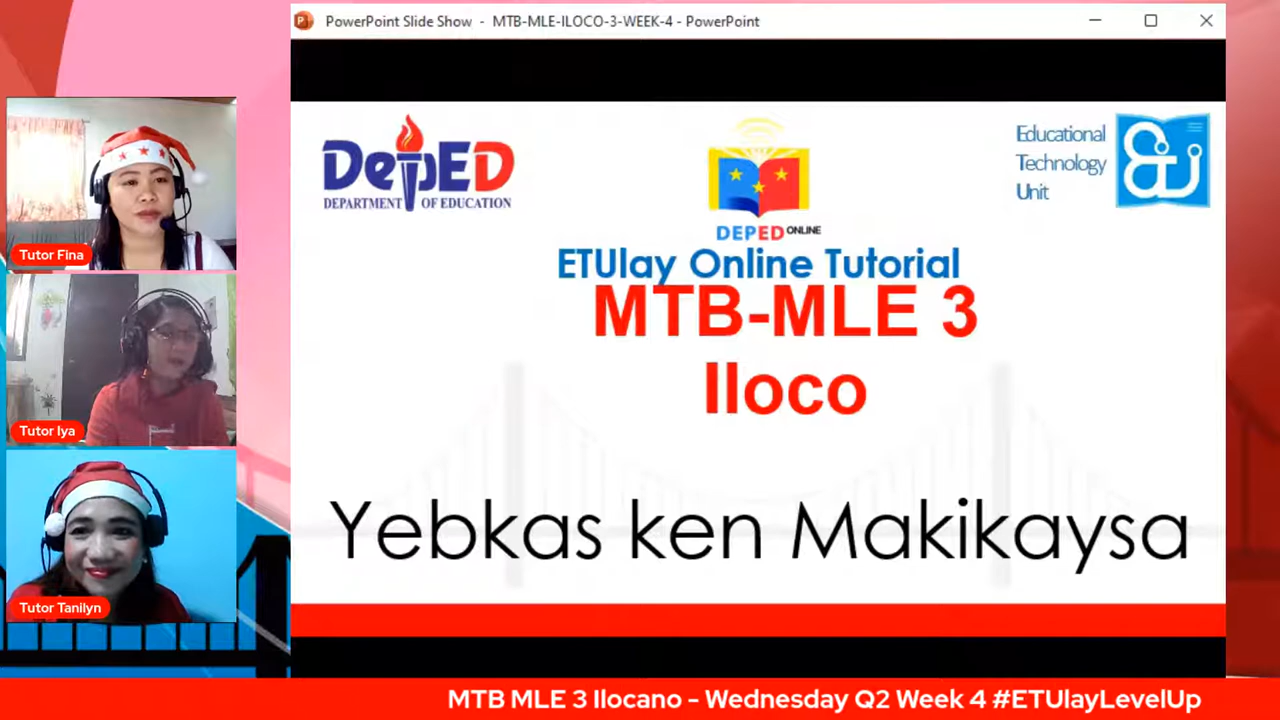 PowerPoint Slide Show - MTB-MLE-ILOCO-3-WEEK-4 - PowerPoint
DepED
DEPARTMENT OF EDUCATION
DEPED ONLINE
Educational
Technology
Unit
ETUlay Online Tutorial
MTB-MLE 3
Iloco
Yebkas ken Makikaysa
Tutor Fina
Tutor Iya
Tutor Tanilyn
MTB MLE 3 Ilocano - Wednesday Q2 Week 4 #ETUlayLevelUp